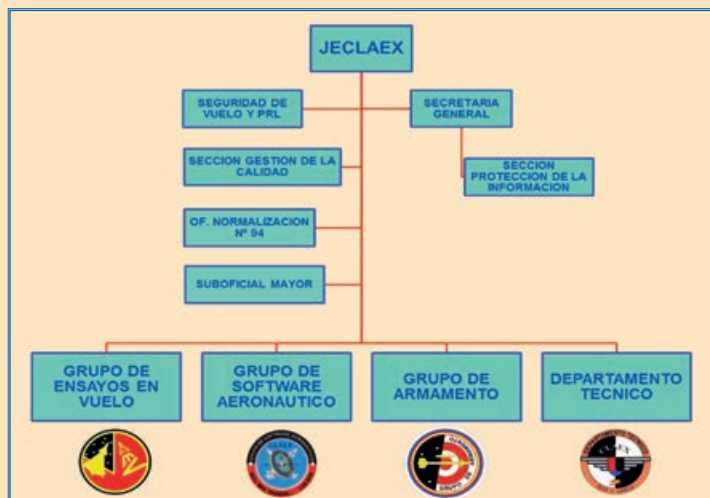 JECLAEX
SEGURIDAD DE
VUELO Y PRL
SECRETARIA
GENERAL
SECCION GESTION DE LA
CALIDAD
SECCION
PROTECCION DE LA
INFORMACION
OF. NORMALIZACION
Nº 94
SUBOFICIAL MAYOR
GRUPO DE
ENSAYOS EN
VUELO
GRUPO DE
SOFTWARE
AERONAUTICO
GRUPO DE
ARMAMENTO
DEPARTAMENTO
TECNICO